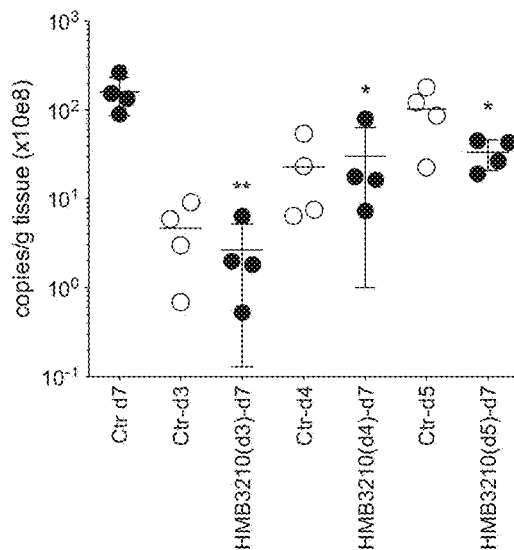 copies/g tissue (x10e8)
10³
10²
10¹
10⁰
10⁻¹
**
*
*
Ctr d7
Ctr-d3
HMB3210(d3)-d7
Ctr-d4
HMB3210(d4)-d7
Ctr-d5
HMB3210(d5)-d7